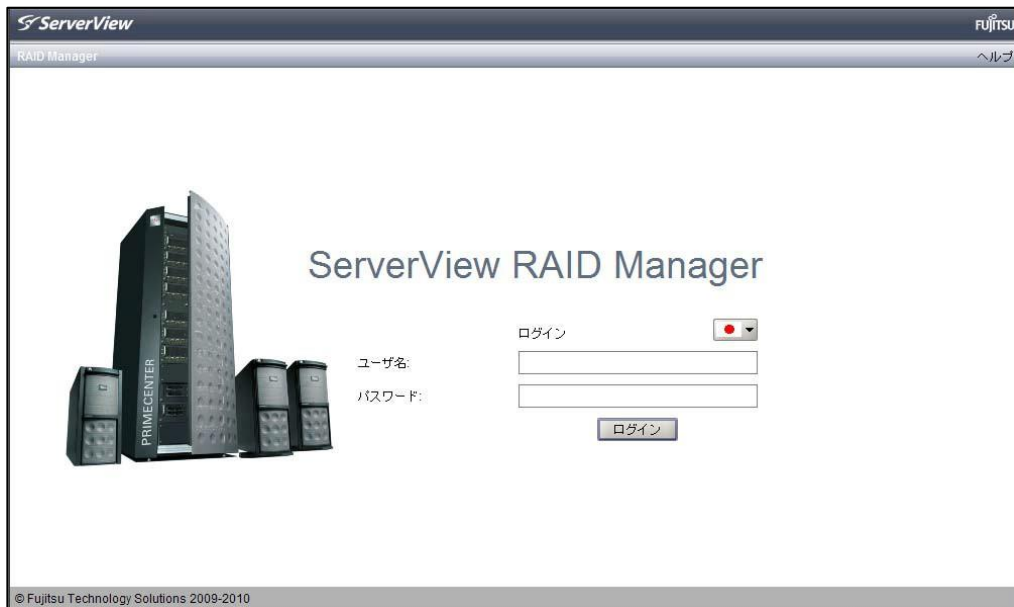 ServerView
FUJITSU
RAID Manager
ヘルプ
PRIMECENTER
ServerView RAID Manager
ログイン
ユーザ名:
パスワード:
ログイン
© Fujitsu Technology Solutions 2009-2010